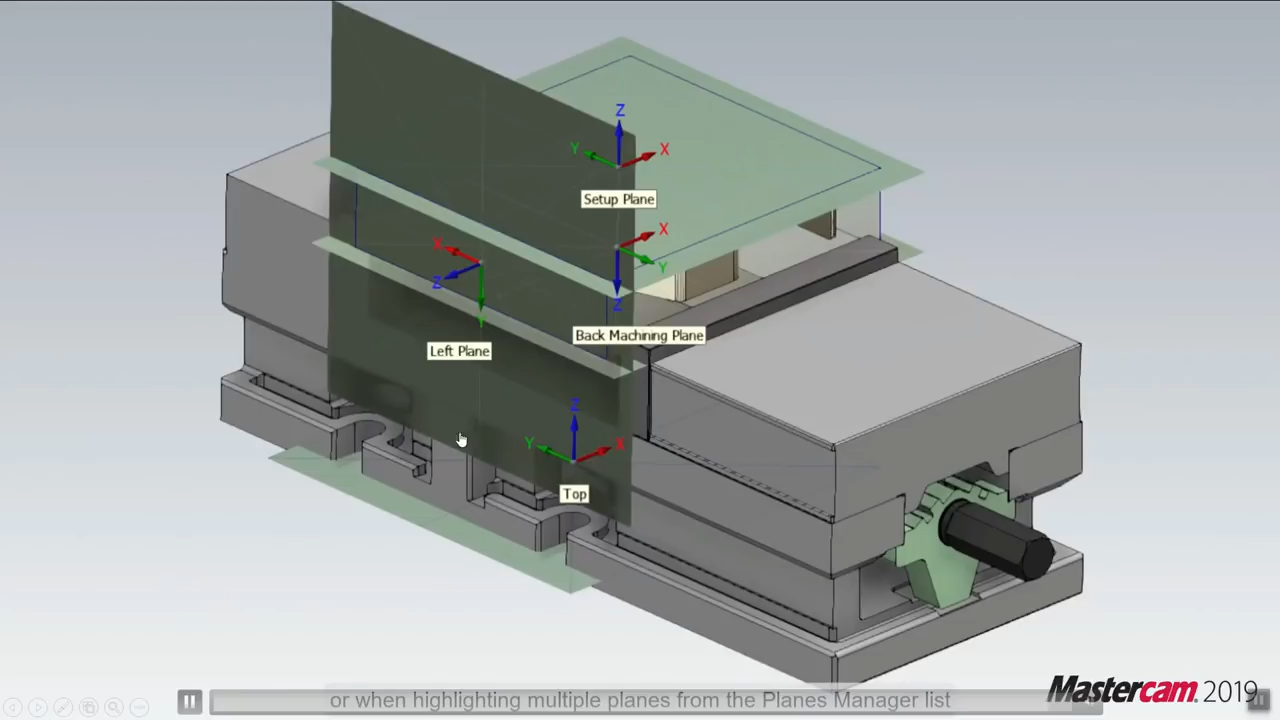 Z
Y
X
Setup Plane
X
X
Y
Z
Z
Y
Back Machining Plane
Left Plane
Z
Y
X
Top
Mastercam. 2019
or when highlighting multiple planes from the Planes Manager list